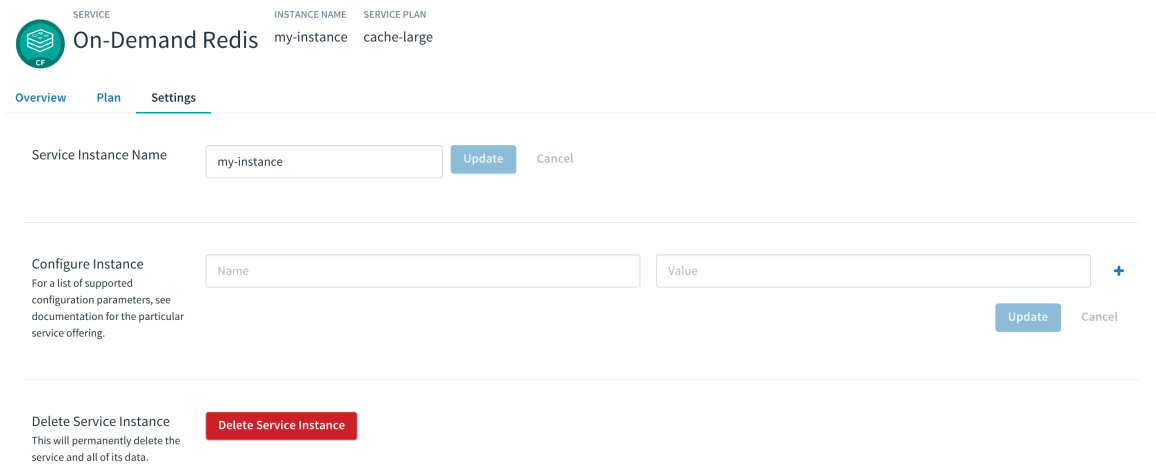 SERVICE
On-Demand Redis
CF
INSTANCE NAME
my-instance
SERVICE PLAN
cache-large
Overview
Plan
Settings
Service Instance Name
my-instance
Update
Cancel
Configure Instance
For a list of supported
configuration parameters, see
documentation for the particular
service offering.
Name
Value
+
Update
Cancel
Delete Service Instance
This will permanently delete the
service and all of its data.
Delete Service Instance